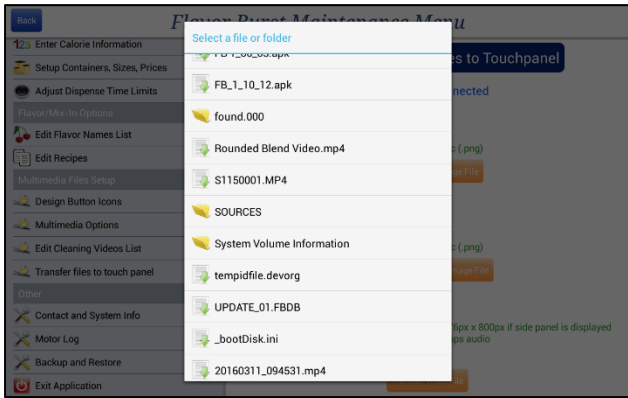 Back
Flavor Burst Maintenance Menu
123 Enter Calorie Information
Setup Containers, Sizes, Prices
Adjust Dispense Time Limits
Flavor/Mix-In Options
Edit Flavor Names List
Edit Recipes
Multimedia Files Setup
Design Button Icons
Multimedia Options
Edit Cleaning Videos List
Transfer files to touch panel
Other
Contact and System Info
Motor Log
Backup and Restore
Exit Application
Select a file or folder
FB_1_10_12.apk
found.000
Rounded Blend Video.mp4
S1150001.MP4
SOURCES
System Volume Information
tempidfile.devorg
UPDATE_01.FBDB
_bootDisk.ini
20160311_094531.mp4
es to Touchpanel
nected
c (.png)
ge File
(.png)
mage File
6px x 800px if side panel is displayed
ps audio